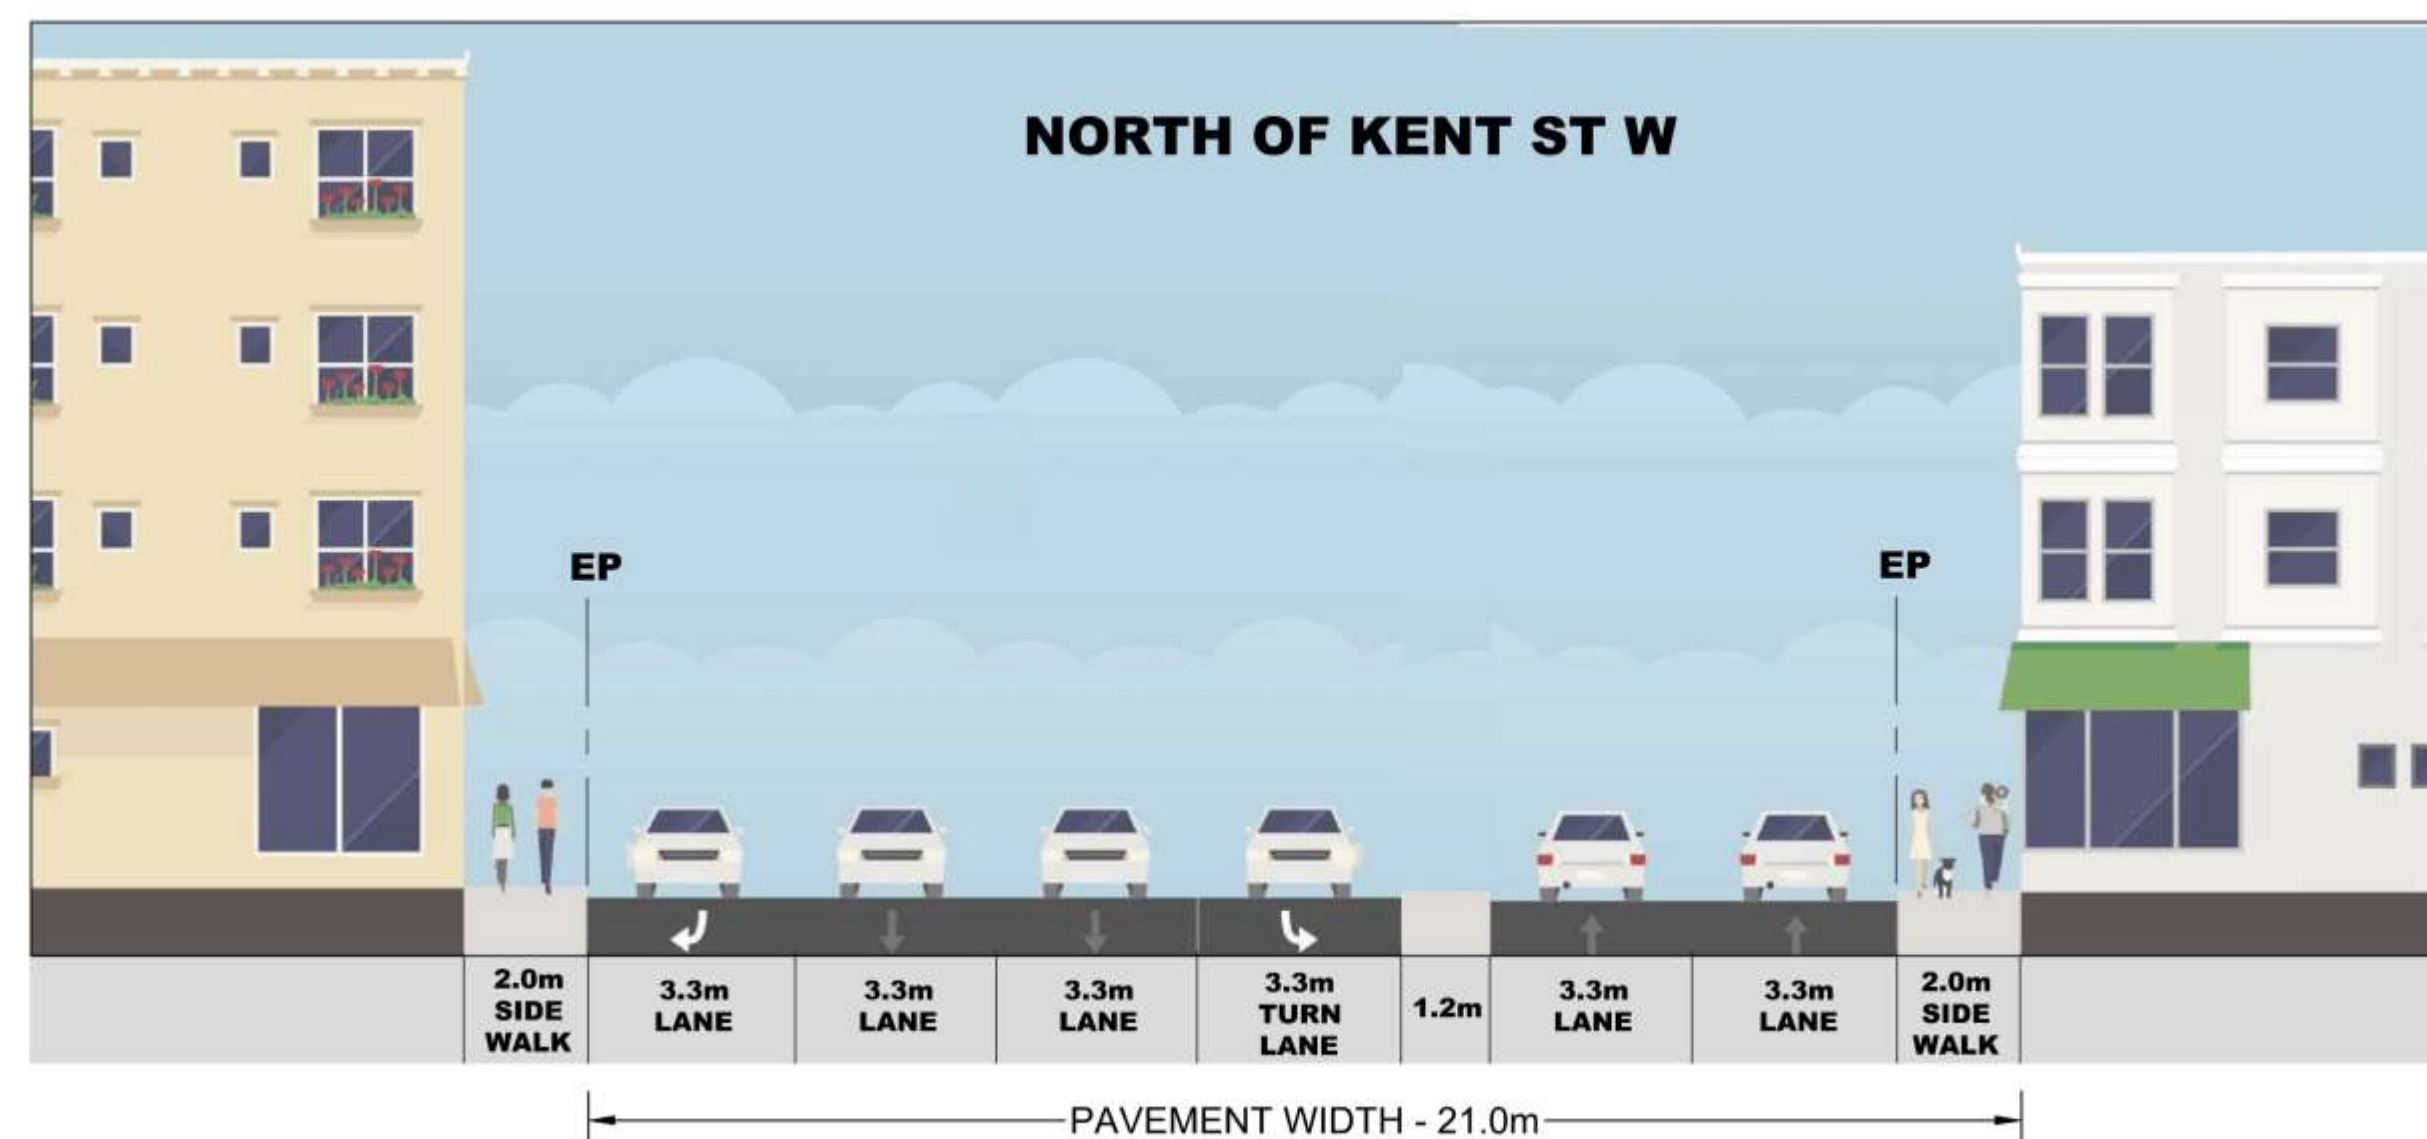 NORTH OF KENT ST W
EP
EP
2.0m
SIDE
WALK
3.3m
LANE
3.3m
LANE
3.3m
LANE
3.3m
TURN
LANE
1.2m
3.3m
LANE
3.3m
LANE
2.0m
SIDE
WALK
PAVEMENT WIDTH - 21.0m